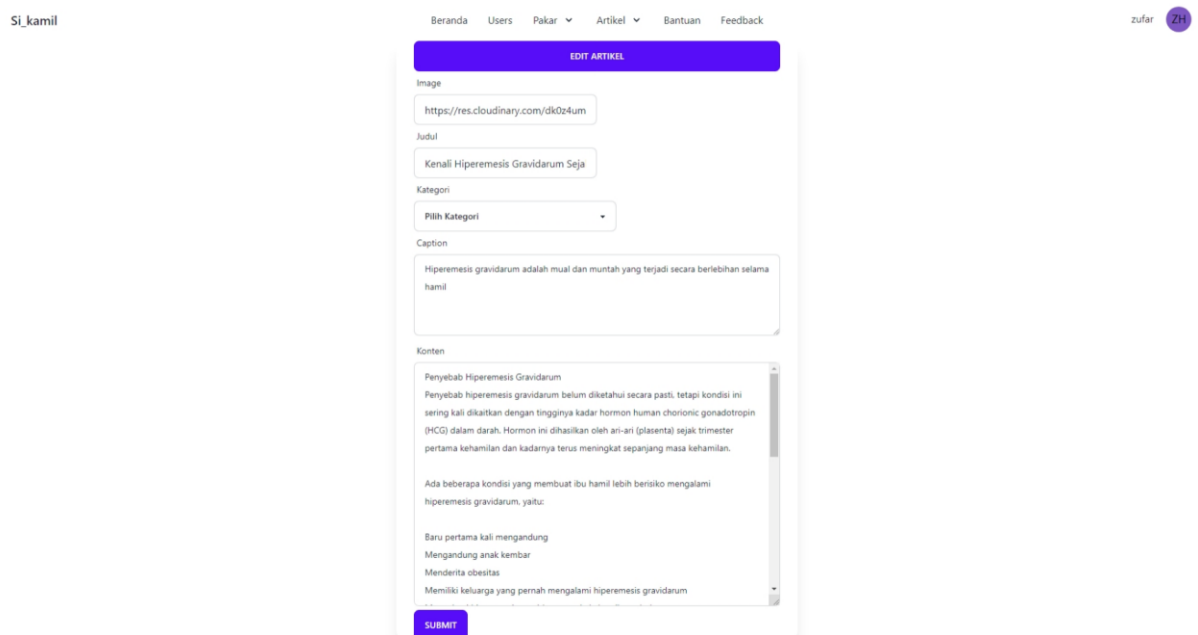 Si_kamil
Beranda Users Pakar Artikel Bantuan Feedback
zufar ZH
EDIT ARTIKEL
Image
https://res.cloudinary.com/dk0z4um
Judul
Kenali Hiperemesis Gravidarum Seja
Kategori
Pilih Kategori
Caption
Hiperemesis gravidarum adalah mual dan muntah yang terjadi secara berlebihan selama
hamil
Konten
Penyebab Hiperemesis Gravidarum
Penyebab hiperemesis gravidarum belum diketahui secara pasti, tetapi kondisi ini
sering kali dikaitkan dengan tingginya kadar hormon human chorionic gonadotropin
(HCG) dalam darah. Hormon ini dihasilkan oleh ari-ari (plasenta) sejak trimester
pertama kehamilan dan kadarnya terus meningkat sepanjang masa kehamilan.
Ada beberapa kondisi yang membuat ibu hamil lebih berisiko mengalami
hiperemesis gravidarum, yaitu:
Baru pertama kali mengandung
Mengandung anak kembar
Menderita obesitas
Memiliki keluarga yang pernah mengalami hiperemesis gravidarum
SUBMIT